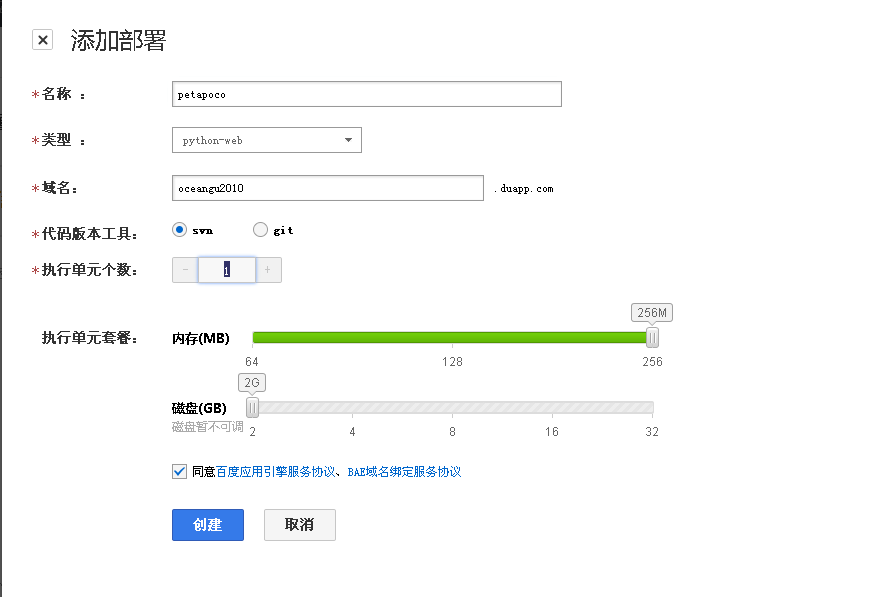 添加部署
*名称 ：
petapoco
*类型 ：
python-web
*域名：
oceangu2010
.duapp.com
*代码版本工具：
svn
git
*执行单元个数：
- 1 +
256M
执行单元套餐：
内存(MB)
64 128 256
2G
磁盘(GB)
磁盘暂不可调
2 4 8 16 32
同意百度应用引擎服务协议、BAE域名绑定服务协议
创建
取消